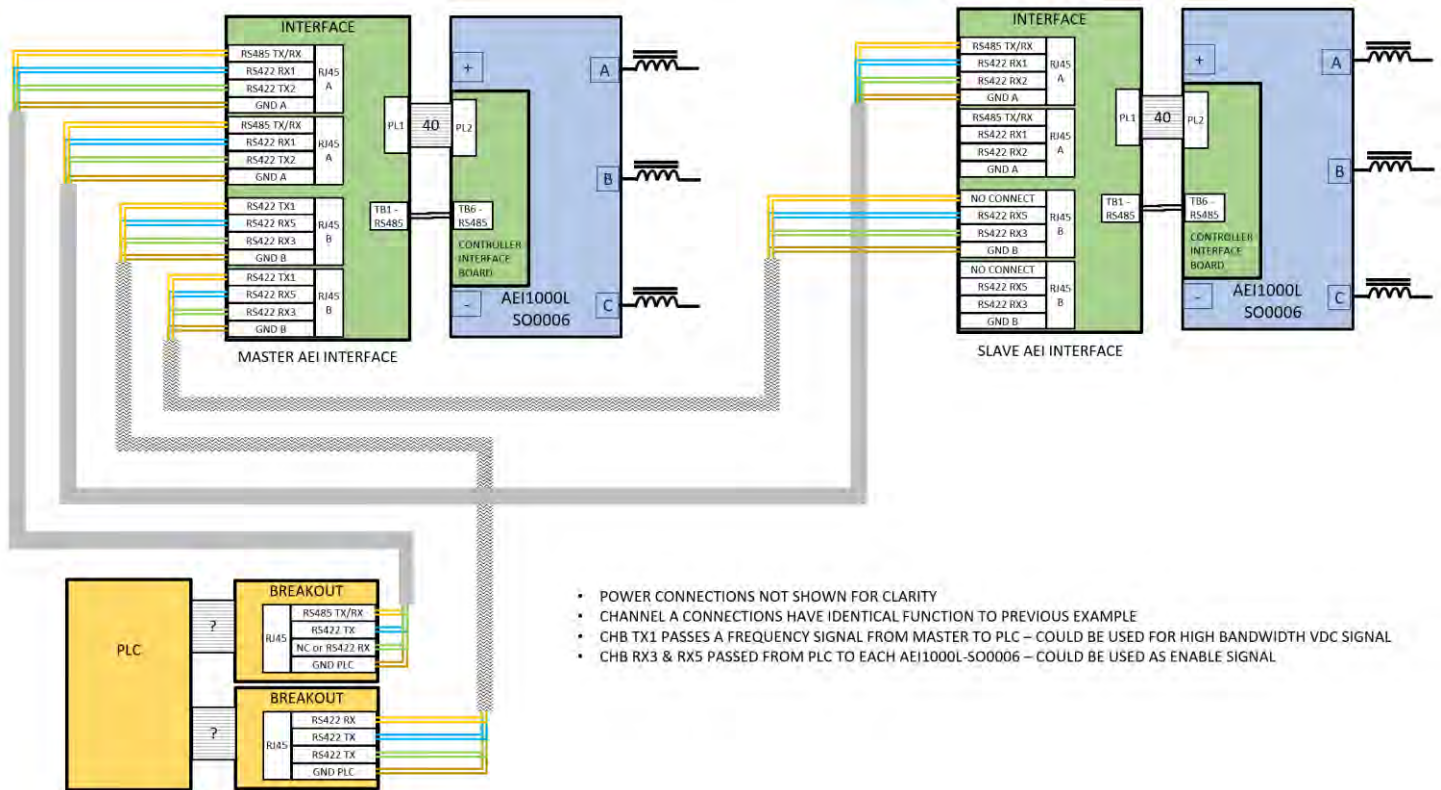 INTERFACE
RS485 TX/RX
RS422 RX1
RS422 TX2
GND A
RJ45
A
RS485 TX/RX
RS422 RX1
RS422 TX2
GND A
RJ45
A
RS422 TX1
RS422 RX5
RS422 RX3
GND B
RJ45
B
RS422 TX1
RS422 RX5
RS422 RX3
GND B
RJ45
B
PL1
40
PL2
TB1 -
RS485
TB6 -
RS485
CONTROLLER
INTERFACE
BOARD
+
-
A
B
C
AEI1000L
SO0006
MASTER AEI INTERFACE
INTERFACE
RS485 TX/RX
RS422 RX1
RS422 RX2
GND A
RJ45
A
RS485 TX/RX
RS422 RX1
RS422 RX2
GND A
RJ45
A
NO CONNECT
RS422 RX5
RS422 RX3
GND B
RJ45
B
NO CONNECT
RS422 RX5
RS422 RX3
GND B
RJ45
B
PL1
40
PL2
TB1 -
RS485
TB6 -
RS485
CONTROLLER
INTERFACE
BOARD
+
-
A
B
C
AEI1000L
SO0006
SLAVE AEI INTERFACE
PLC
?
BREAKOUT
RJ45
RS485 TX/RX
RS422 TX
NC or RS422 RX
GND PLC
?
BREAKOUT
RJ45
RS422 RX
RS422 TX
RS422 TX
GND PLC
• POWER CONNECTIONS NOT SHOWN FOR CLARITY
• CHANNEL A CONNECTIONS HAVE IDENTICAL FUNCTION TO PREVIOUS EXAMPLE
• CHB TX1 PASSES A FREQUENCY SIGNAL FROM MASTER TO PLC – COULD BE USED FOR HIGH BANDWIDTH VDC SIGNAL
• CHB RX3 & RX5 PASSED FROM PLC TO EACH AEI1000L-SO0006 – COULD BE USED AS ENABLE SIGNAL